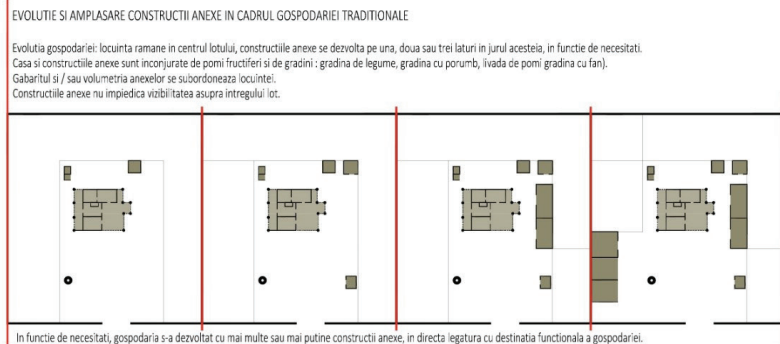 EVOLUTIE SI AMPLASARE CONSTRUCTII ANEXE IN CADRUL GOSPODARIEI TRADITIONALE
Evolutia gospodariei: locuinta ramane in centrul lotului, constructiile anexe se dezvolta pe una, doua sau trei laturi in jurul acesteia, in functie de necesitati.
Casa si constructiile anexe sunt inconjurate de pomi fructiferi si de gradini : gradina de legume, gradina cu porumb, livada de pomi gradina cu fan).
Gabaritul si / sau volumetria anexelor se subordoneaza locuintei.
Constructiile anexe nu impiedica vizibilitatea asupra intregului lot.
In functie de necesitati, gospodaria s-a dezvoltat cu mai multe sau mai putine constructii anexe, in directa legatura cu destinatia functionala a gospodariei.